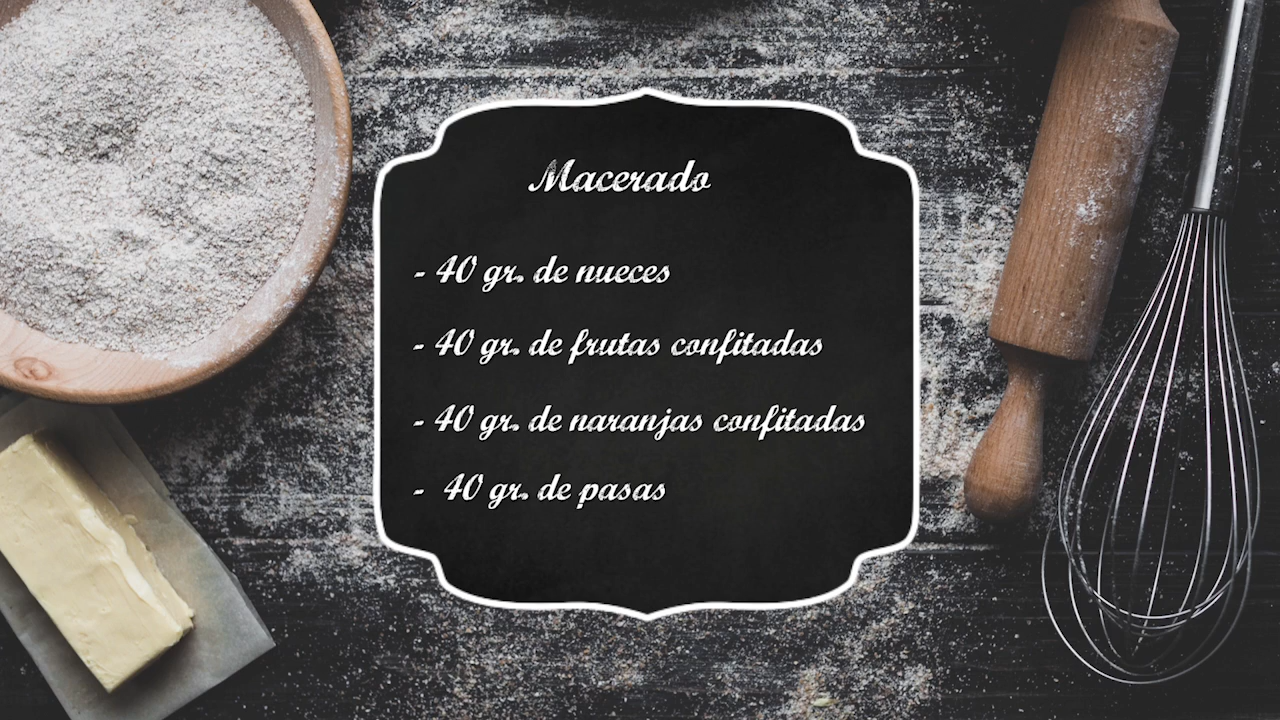 Macerado
- 40 gr. de nueces
- 40 gr. de frutas confitadas
- 40 gr. de naranjas confitadas
- 40 gr. de pasas